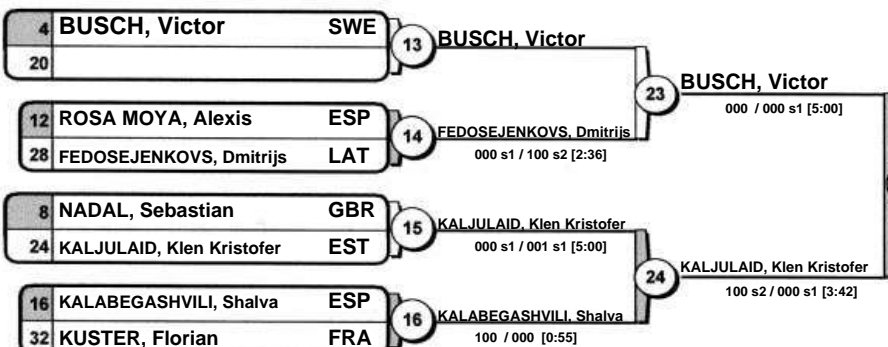 4 BUSCH, Victor SWE
20
13 BUSCH, Victor
12 ROSA MOYA, Alexis ESP
28 FEDOSEJENKOVS, Dmitrijs LAT
14 FEDOSEJENKOVS, Dmitrijs
000 s1 / 100 s2 [2:36]
23 BUSCH, Victor
000 / 000 s1 [5:00]
8 NADAL, Sebastian GBR
24 KALJULAID, Klen Kristofer EST
15 KALJULAID, Klen Kristofer
000 s1 / 001 s1 [5:00]
16 KALABEGASHVILI, Shalva ESP
32 KUSTER, Florian FRA
16 KALABEGASHVILI, Shalva
100 / 000 [0:55]
24 KALJULAID, Klen Kristofer
100 s2 / 000 s1 [3:42]